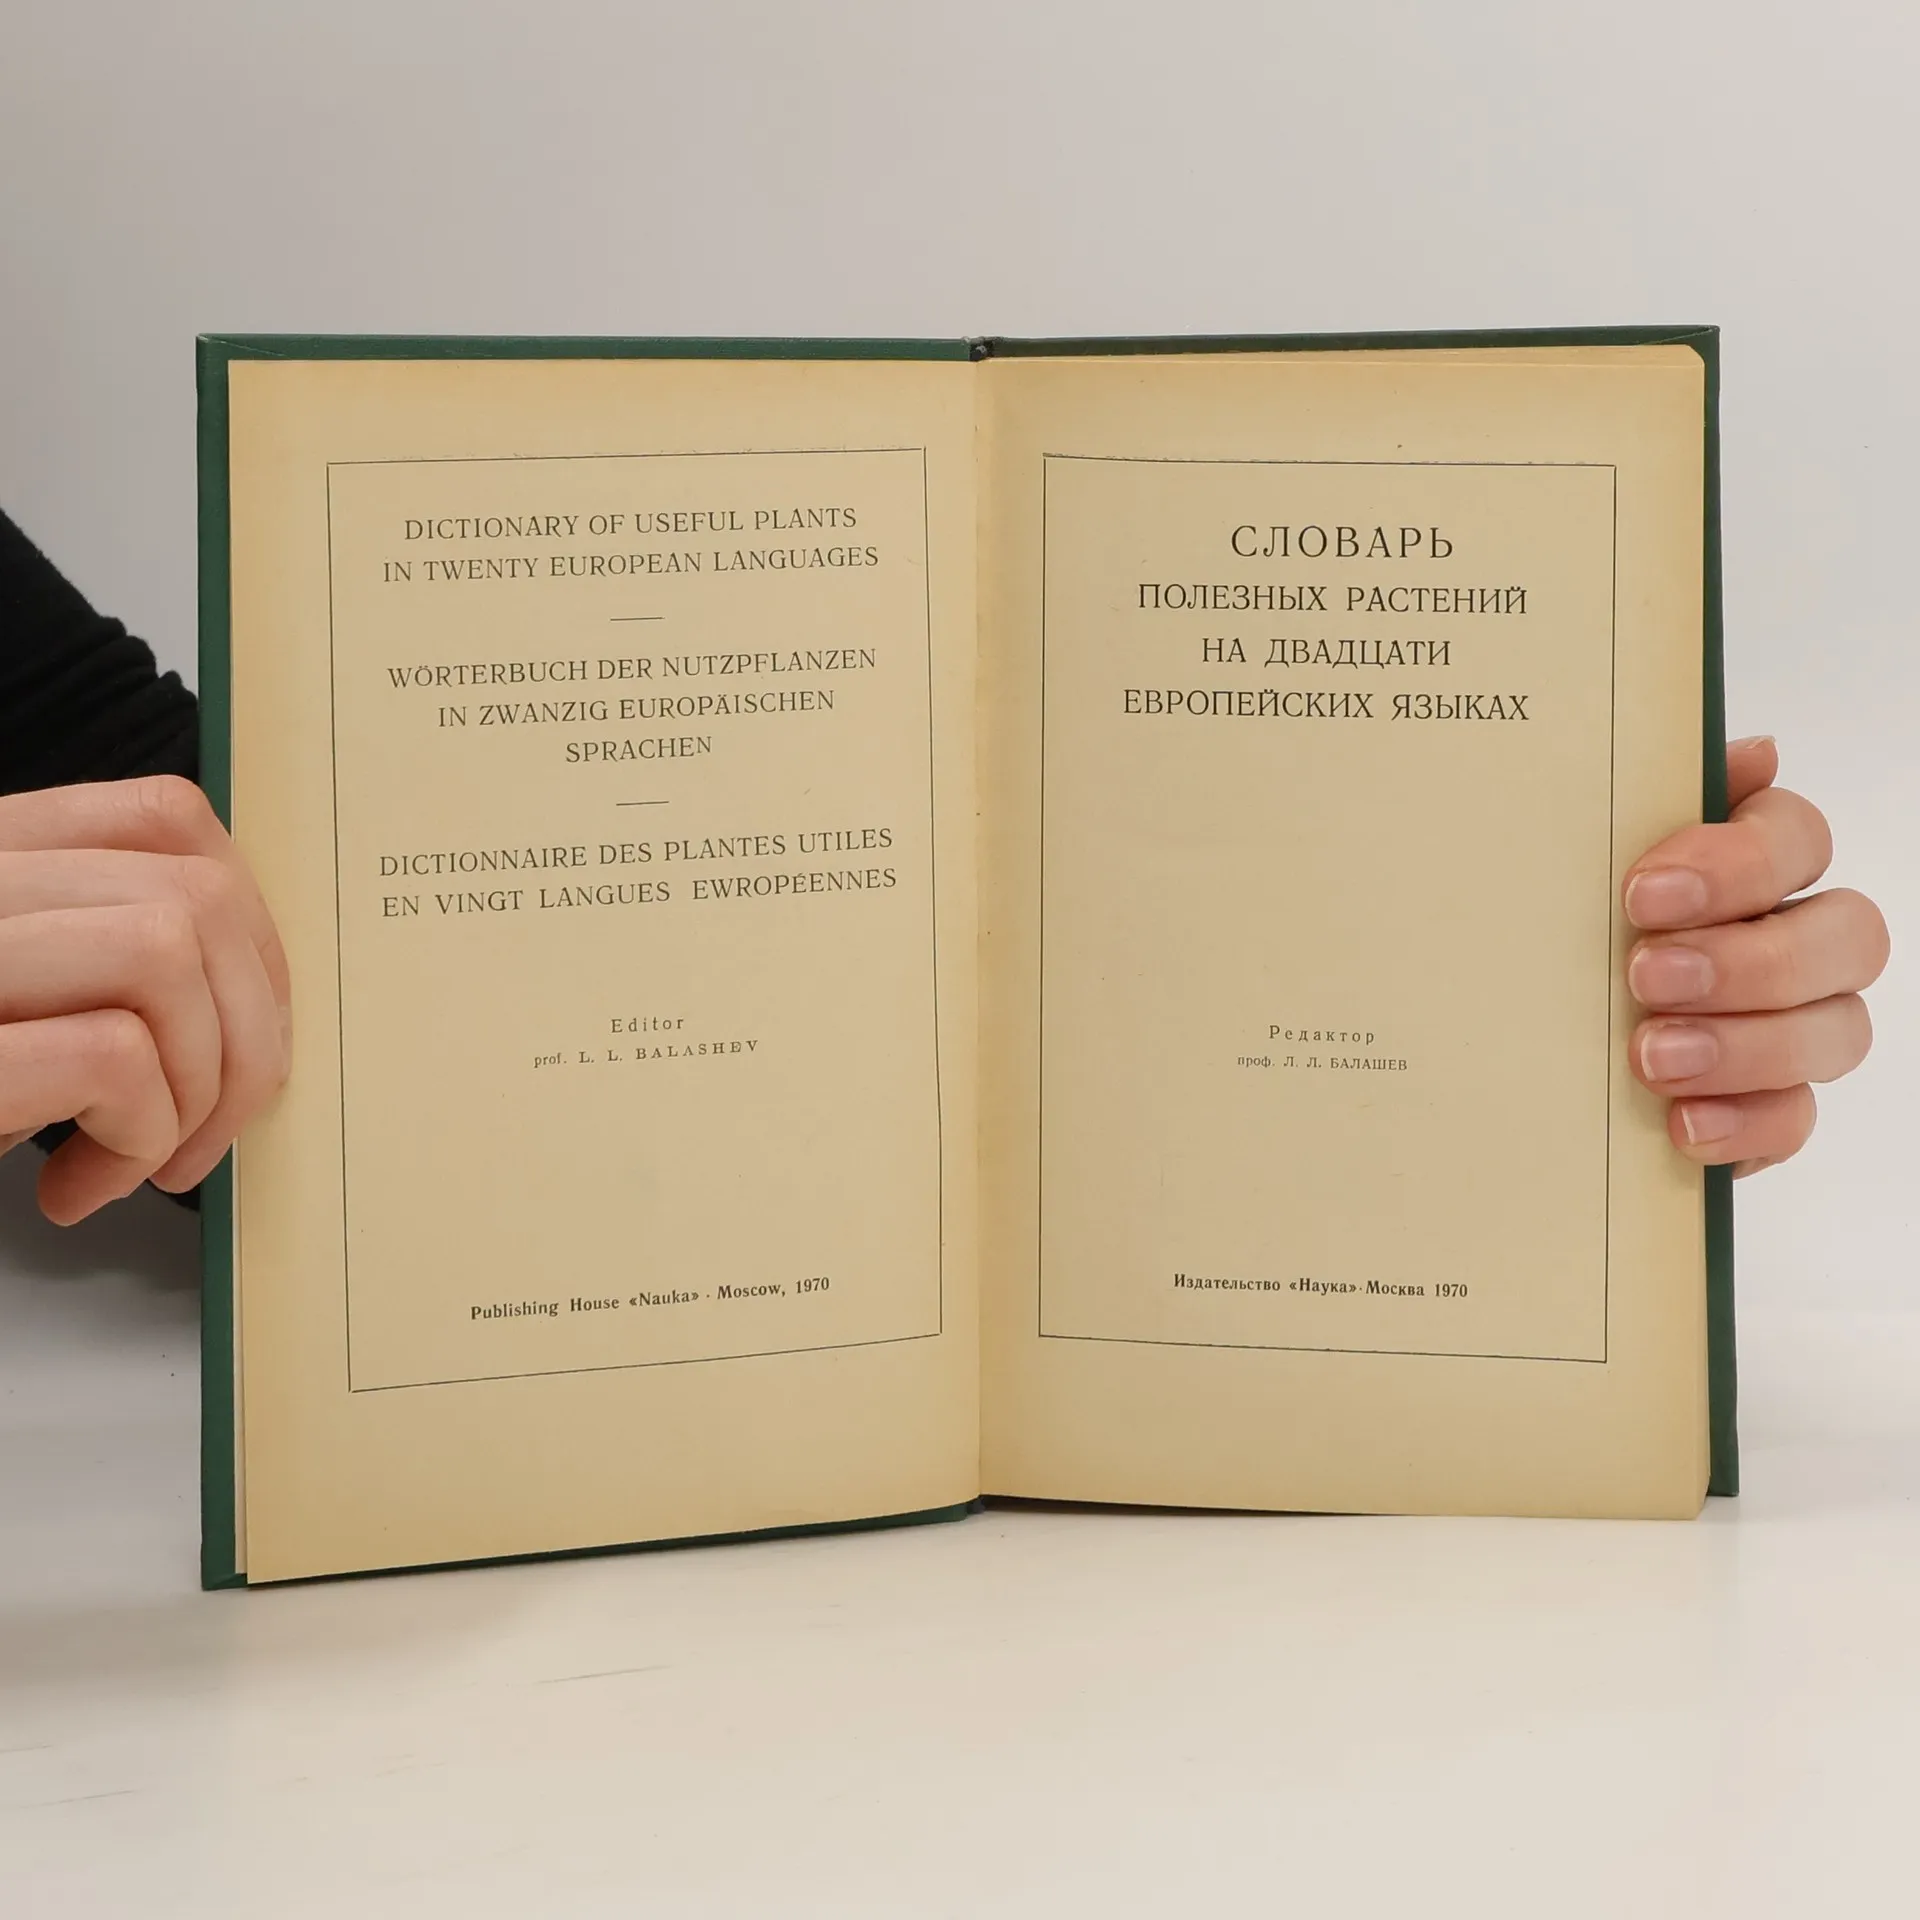 DICTIONARY OF USEFUL PLANTS
IN TWENTY EUROPEAN LANGUAGES
WÖRTERBUCH DER NUTZPFLANZEN
IN ZWANZIG EUROPÄISCHEN
SPRACHEN
DICTIONNAIRE DES PLANTES UTILES
EN VINGT LANGUES EWROPÉENNES
Editor
prof. L. L. BALASHEV
Publishing House «Nauka» · Moscow, 1970
СЛОВАРЬ
ПОЛЕЗНЫХ РАСТЕНИЙ
НА ДВАДЦАТИ
ЕВРОПЕЙСКИХ ЯЗЫКАХ
Редактор
проф. Л. Л. БАЛАШЕВ
Издательство «Наука» · Москва 1970